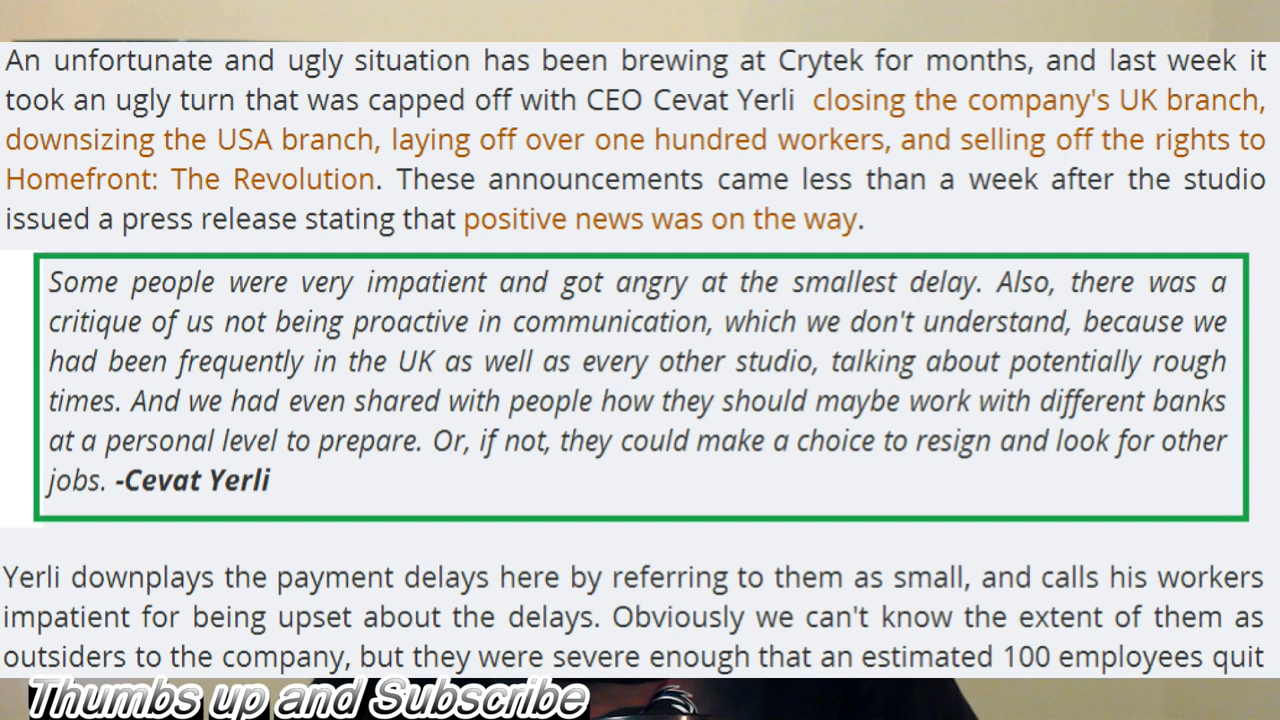 An unfortunate and ugly situation has been brewing at Crytek for months, and last week it
took an ugly turn that was capped off with CEO Cevat Yerli closing the company's UK branch,
downsizing the USA branch, laying off over one hundred workers, and selling off the rights to
Homefront: The Revolution. These announcements came less than a week after the studio
issued a press release stating that positive news was on the way.
Some people were very impatient and got angry at the smallest delay. Also, there was a
critique of us not being proactive in communication, which we don't understand, because we
had been frequently in the UK as well as every other studio, talking about potentially rough
times. And we had even shared with people how they should maybe work with different banks
at a personal level to prepare. Or, if not, they could make a choice to resign and look for other
jobs. -Cevat Yerli
Yerli downplays the payment delays here by referring to them as small, and calls his workers
impatient for being upset about the delays. Obviously we can't know the extent of them as
outsiders to the company, but they were severe enough that an estimated 100 employees quit
Thumbs up and Subscribe